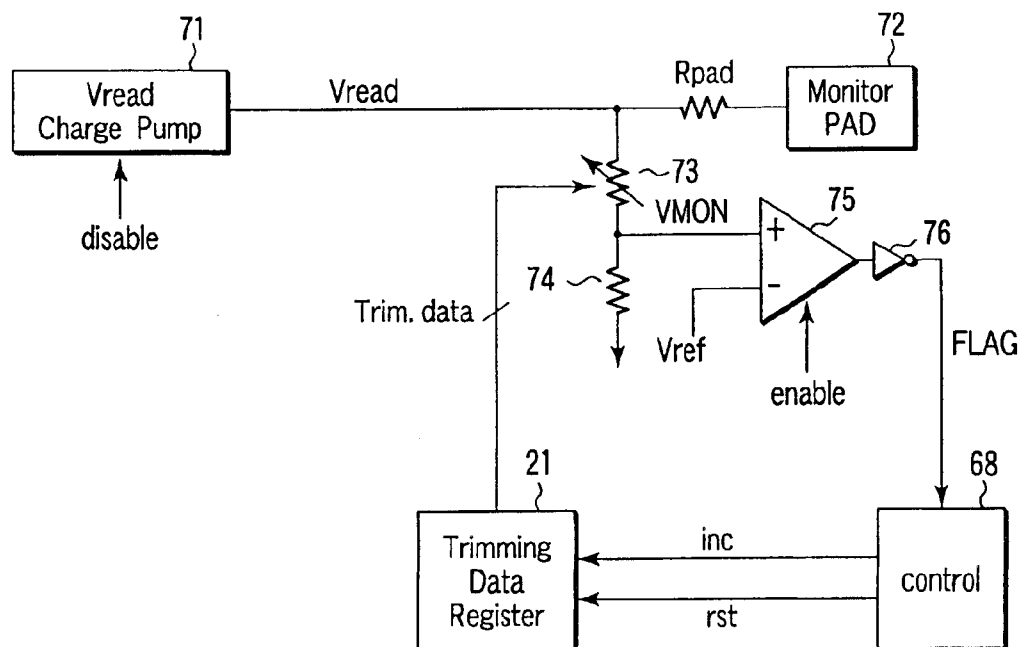 71
Vread
Charge Pump
disable
Vread
Rpad
72
Monitor
PAD
73
VMON
74
+
-
75
76
Vref
enable
FLAG
Trim. data
21
Trimming
Data
Register
inc
rst
68
control